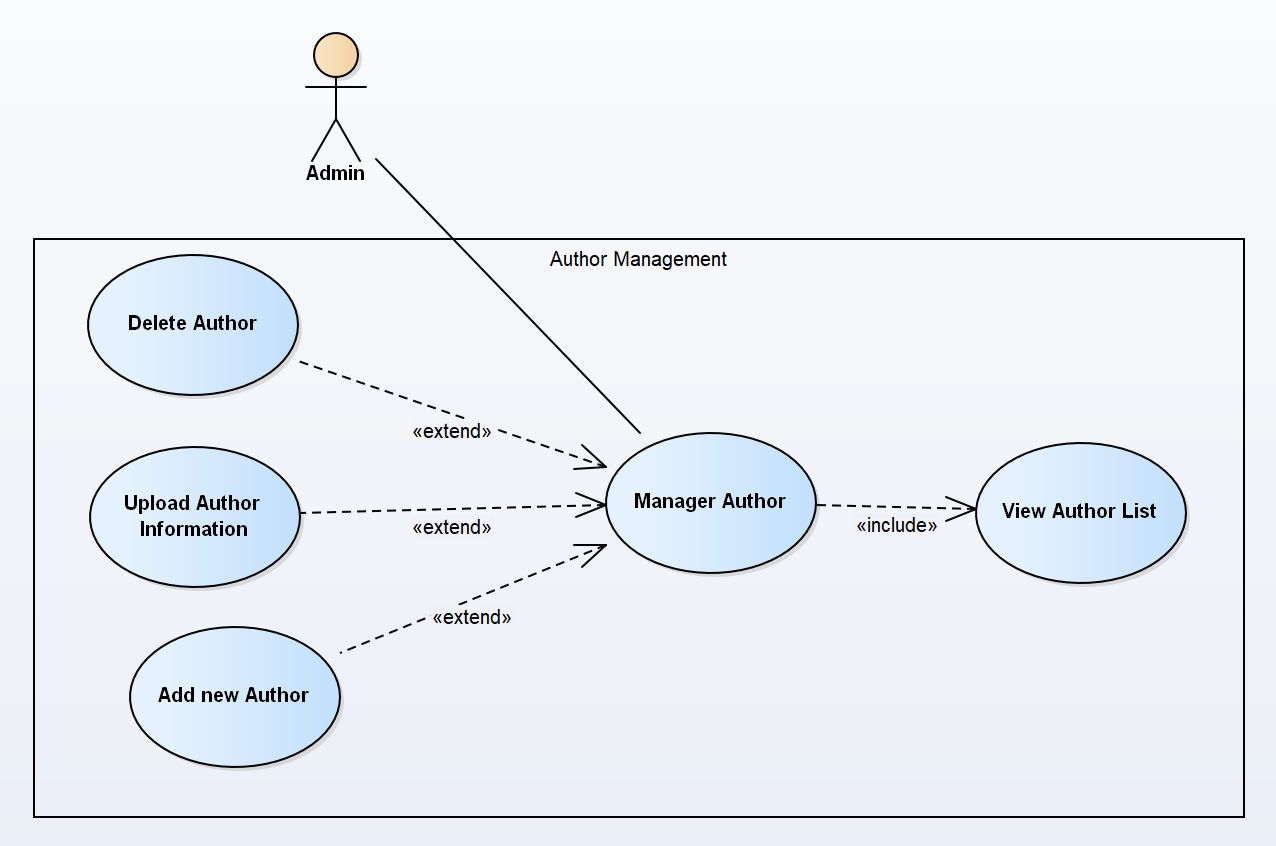 Admin
Author Management
Delete Author
«extend»
Upload Author
Information
«extend»
Manager Author
«include»
View Author List
«extend»
Add new Author